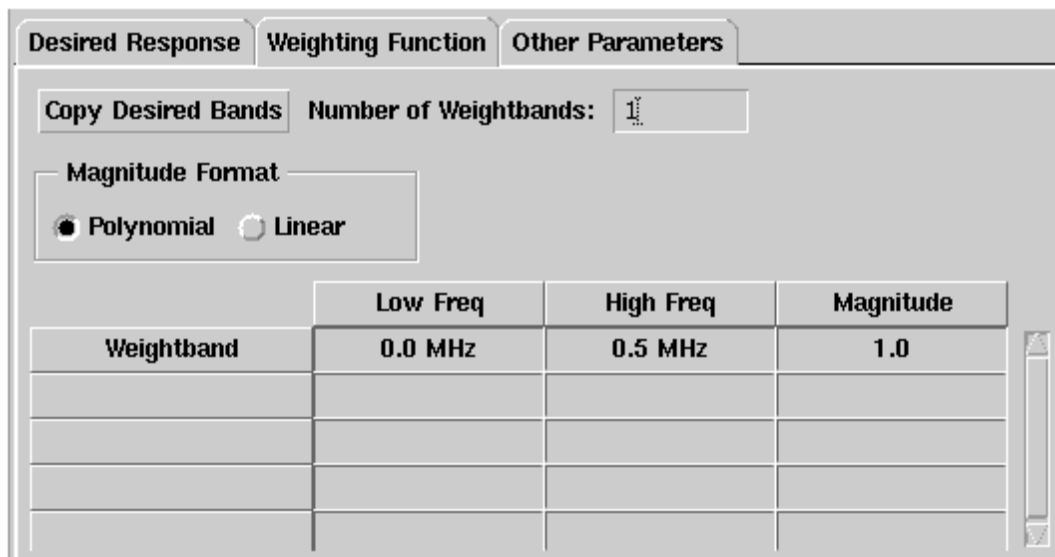 Desired Response Weighting Function Other Parameters
Copy Desired Bands Number of Weightbands: 1
Magnitude Format
Polynomial Linear
Low Freq High Freq Magnitude
Weightband 0.0 MHz 0.5 MHz 1.0